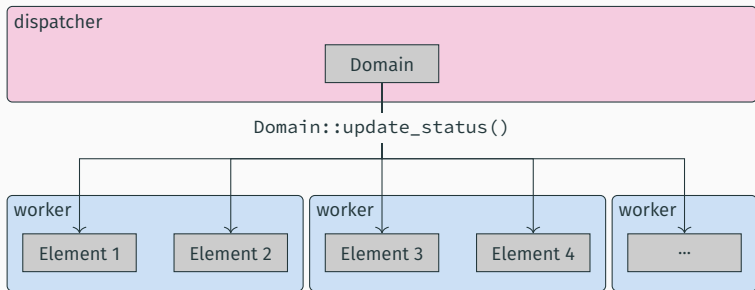 dispatcher
Domain
Domain::update_status()
worker
worker
worker
Element 1
Element 2
Element 3
Element 4
...